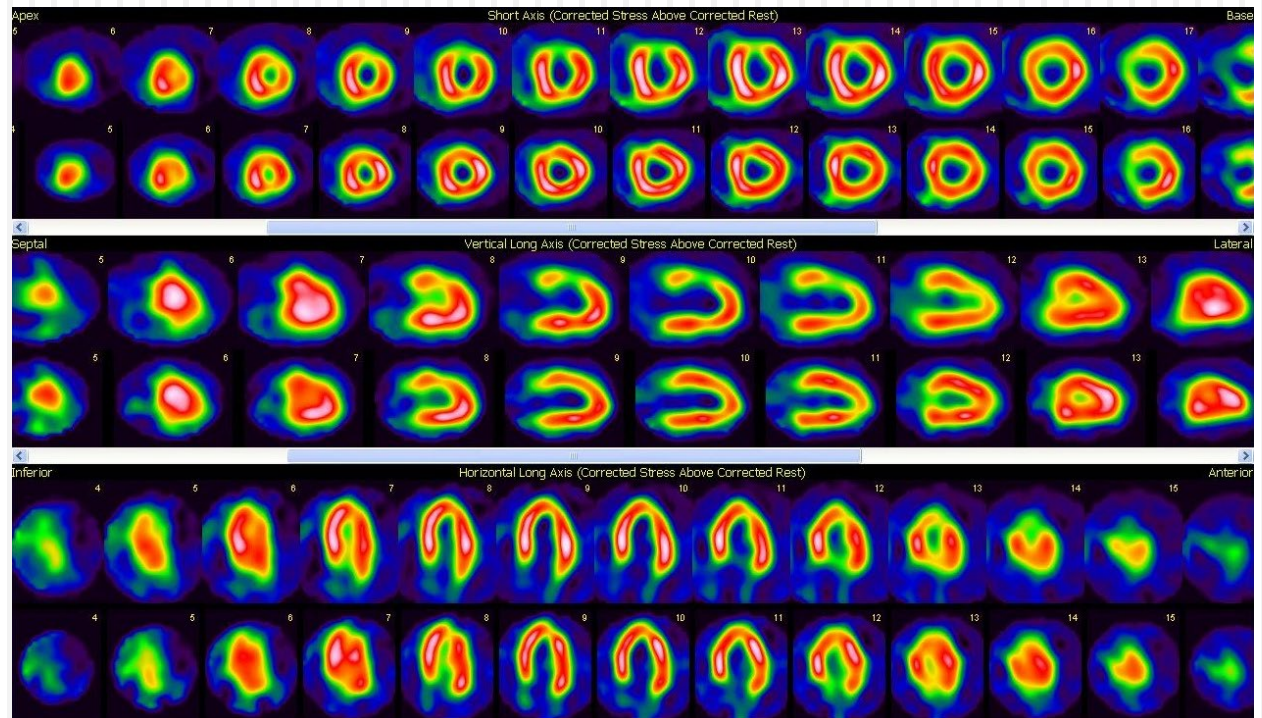 Apex Short Axis (Corrected Stress Above Corrected Rest) Base
5 6 7 8 9 10 11 12 13 14 15 16 17
4 5 6 7 8 9 10 11 12 13 14 15 16
Septal Vertical Long Axis (Corrected Stress Above Corrected Rest) Lateral
5 6 7 8 9 10 11 12 13
5 6 7 8 9 10 11 12 13
Inferior Horizontal Long Axis (Corrected Stress Above Corrected Rest) Anterior
4 5 6 7 8 9 10 11 12 13 14 15
4 5 6 7 8 9 10 11 12 13 14 15